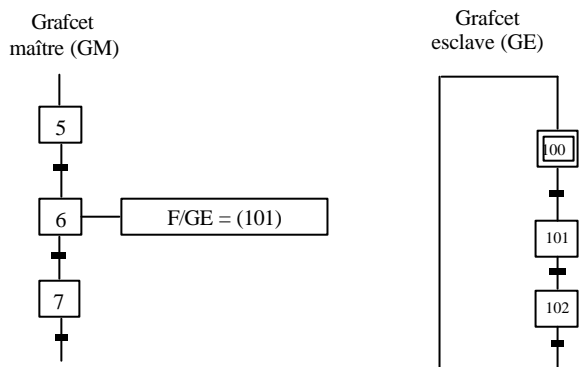 Grafcet
maître (GM)
5
6
F/GE = (101)
7
Grafcet
esclave (GE)
100
101
102